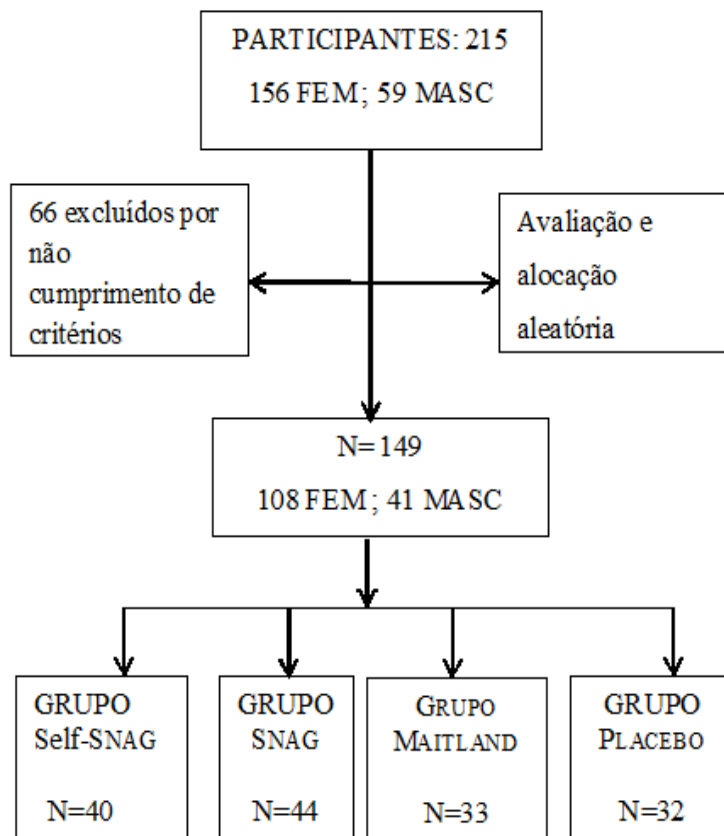 PARTICIPANTES: 215
156 FEM ; 59 MASC
66 excluídos por
não
cumprimento de
critérios
Avaliação e
alocação
aleatória
N= 149
108 FEM ; 41 MASC
GRUPO
Self-SNAG
N=40
GRUPO
SNAG
N=44
GRUPO
MAITLAND
N=33
GRUPO
PLACEBO
N=32